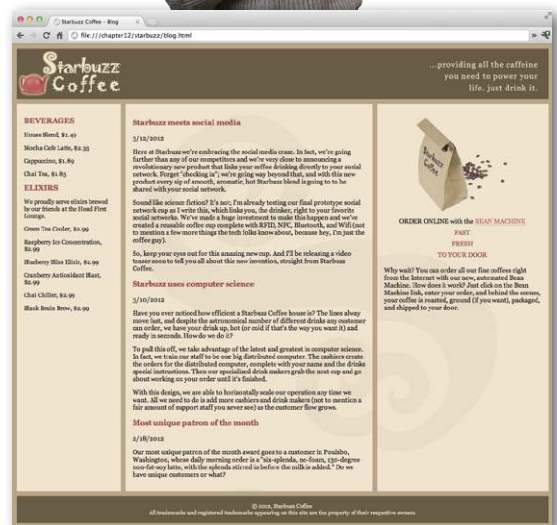 Starbuzz Coffee - Blog
file:///chapter12/starbuzz/blog.html
Starbuzz
Coffee
...providing all the caffeine
you need to power your
life. just drink it.
BEVERAGES
House Blend, $1.49
Mocha Cafe Latte, $2.35
Cappuccino, $1.89
Chai Tea, $1.85
ELIXIRS
We proudly serve elixirs brewed
by our friends at the Head First
Lounge.
Green Tea Cooler, $2.99
Raspberry Ice Concentration,
$2.99
Blueberry Bliss Elixir, $2.99
Cranberry Antioxidant Blast,
$2.99
Chai Chiller, $2.99
Black Brain Brew, $2.99
Starbuzz meets social media
3/12/2012
Here at Starbuzz we're embracing the social media craze. In fact, we're going
further than any of our competitors and we're very close to announcing a
revolutionary new product that links your coffee drinking directly to your social
network. Forget "checking in"; we're going way beyond that, and with this new
product every sip of smooth, aromatic, hot Starbuzz blend is going to to be
shared with your social network.
Sound like science fiction? It's not; I'm already testing our final prototype social
network cup as I write this, which links you, the drinker, right to your favorite
social networks. We've made a huge investment to make this happen and we've
created a reusable coffee cup complete with RFID, NFC, Bluetooth, and Wifi (not
to mention a few more things the tech folks know about, because hey, I'm just the
coffee guy).
So, keep your eyes out for this amazing new cup. And I'll be releasing a video
teaser soon to tell you all about this new invention, straight from Starbuzz
Coffee.
Starbuzz uses computer science
3/10/2012
Have you ever noticed how efficient a Starbuzz Coffee house is? The lines alway
move fast, and despite the astronomical number of different drinks any customer
can order, we have your drink up, hot (or cold if that's the way you want it) and
ready in seconds. How do we do it?
To pull this off, we take advantage of the latest and greatest in computer science.
In fact, we train our staff to be one big distributed computer. The cashiers create
the orders for the distributed computer, complete with your name and the drinks
special instructions. Then our specialized drink makers grab the next cup and go
about working on your order until it's finished.
With this design, we are able to horizontally scale our operation any time we
want. All we need to do is add more cashiers and drink makers (not to mention a
fair amount of support staff you never see) as the customer flow grows.
Most unique patron of the month
2/18/2012
Our most unique patron of the month award goes to a customer in Poulsbo,
Washington, whose daily morning order is a "six-splenda, no-foam, 130-degree
non-fat-soy latte, with the splenda stirred in before the milk is added." Do we
have unique customers or what?
Starbuzz
Coffee
ORDER ONLINE with the BEAN MACHINE
FAST
FRESH
TO YOUR DOOR
Why wait? You can order all our fine coffees right
from the Internet with our new, automated Bean
Machine. How does it work? Just click on the Bean
Machine link, enter your order, and behind the scenes,
your coffee is roasted, ground (if you want), packaged,
and shipped to your door.
© 2012, Starbuzz Coffee
All trademarks and registered trademarks appearing on this site are the property of their respective owners.